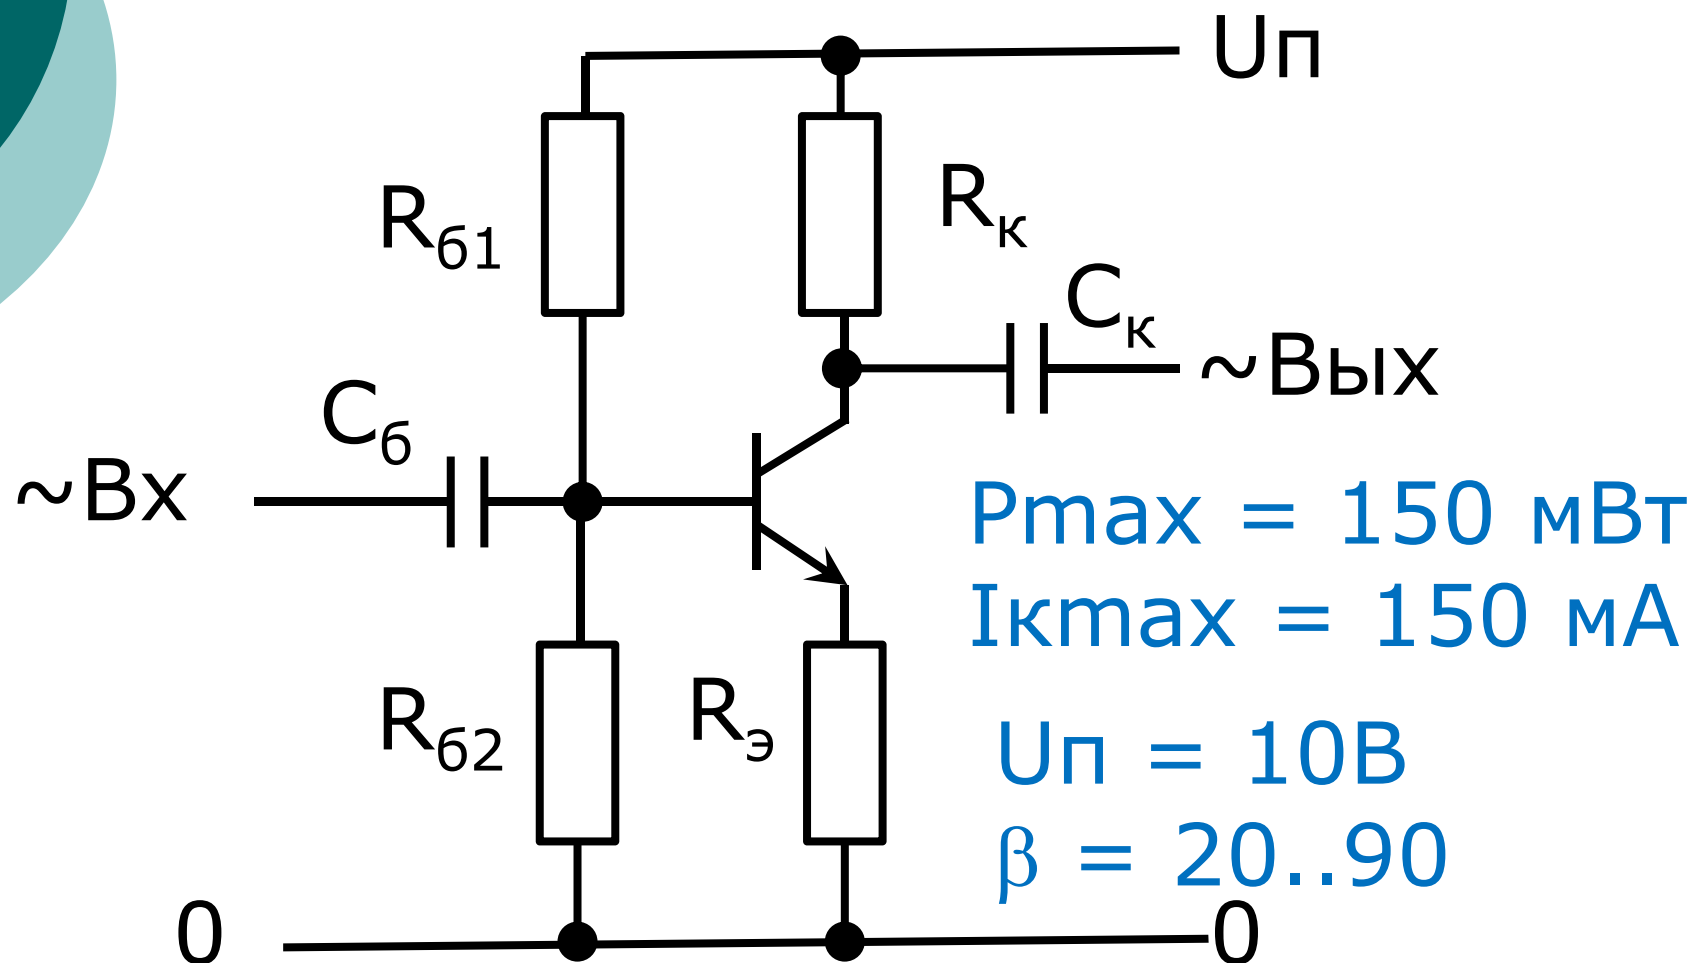 Uп
Rб1
Rк
Cк
~Вых
Cб
~Вх
Pmax = 150 мВт
Iкmax = 150 мА
Rб2
Rэ
Uп = 10В
β = 20..90
0
0